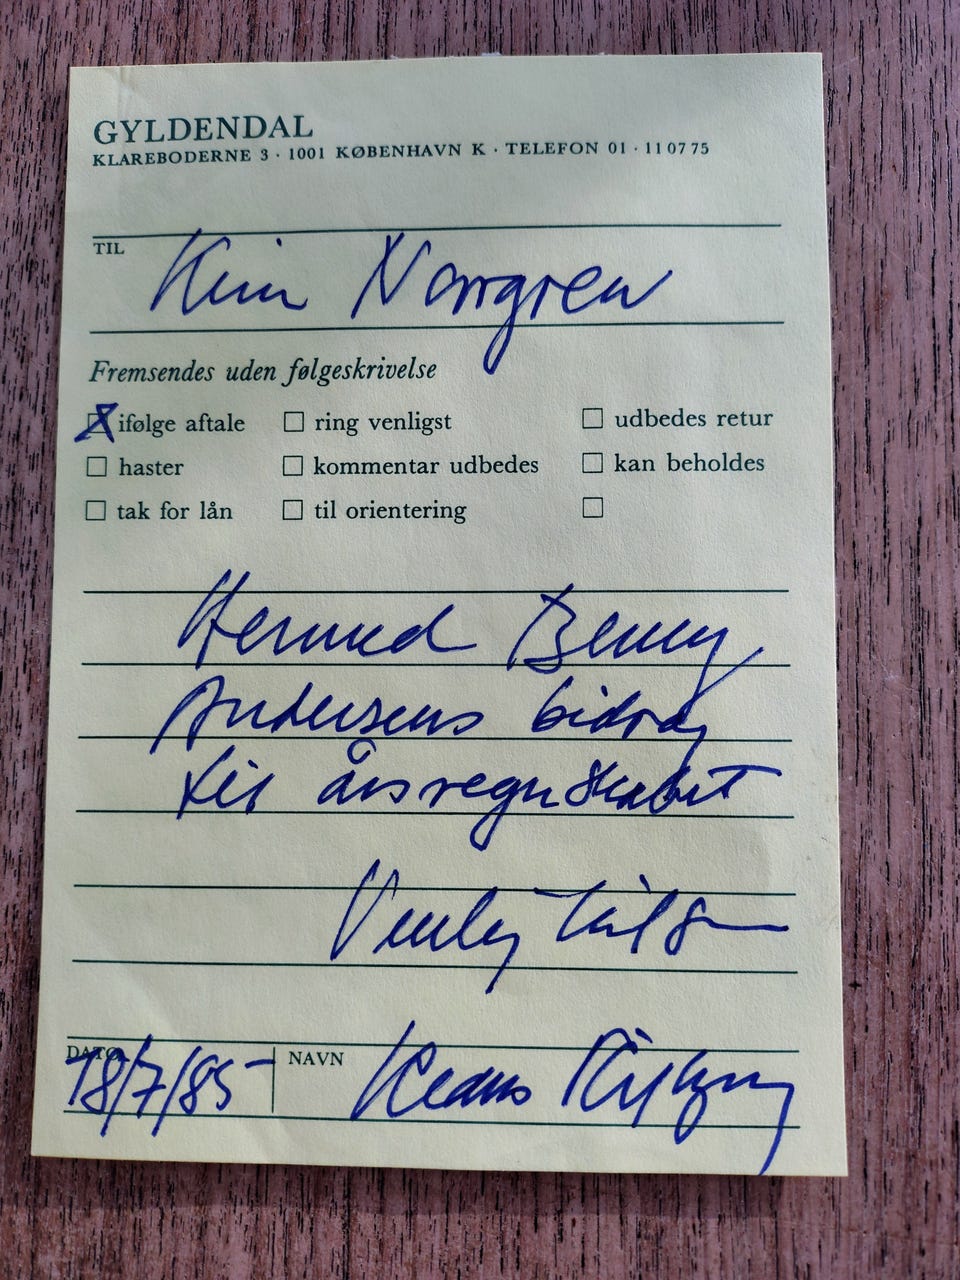 GYLDENDAL
KLAREBODERNE 3 · 1001 KØBENHAVN K · TELEFON 01 · 11 07 75
TIL Kim Norrgren
Fremsendes uden følgeskrivelse
ifølge aftale ring venligst udbedes retur
haster kommentar udbedes kan beholdes
tak for lån til orientering
Hermed Benny
Andersens bidrag
til årsregnskabet
Venlig hilsen
DATO 18/7/85 NAVN Klaus